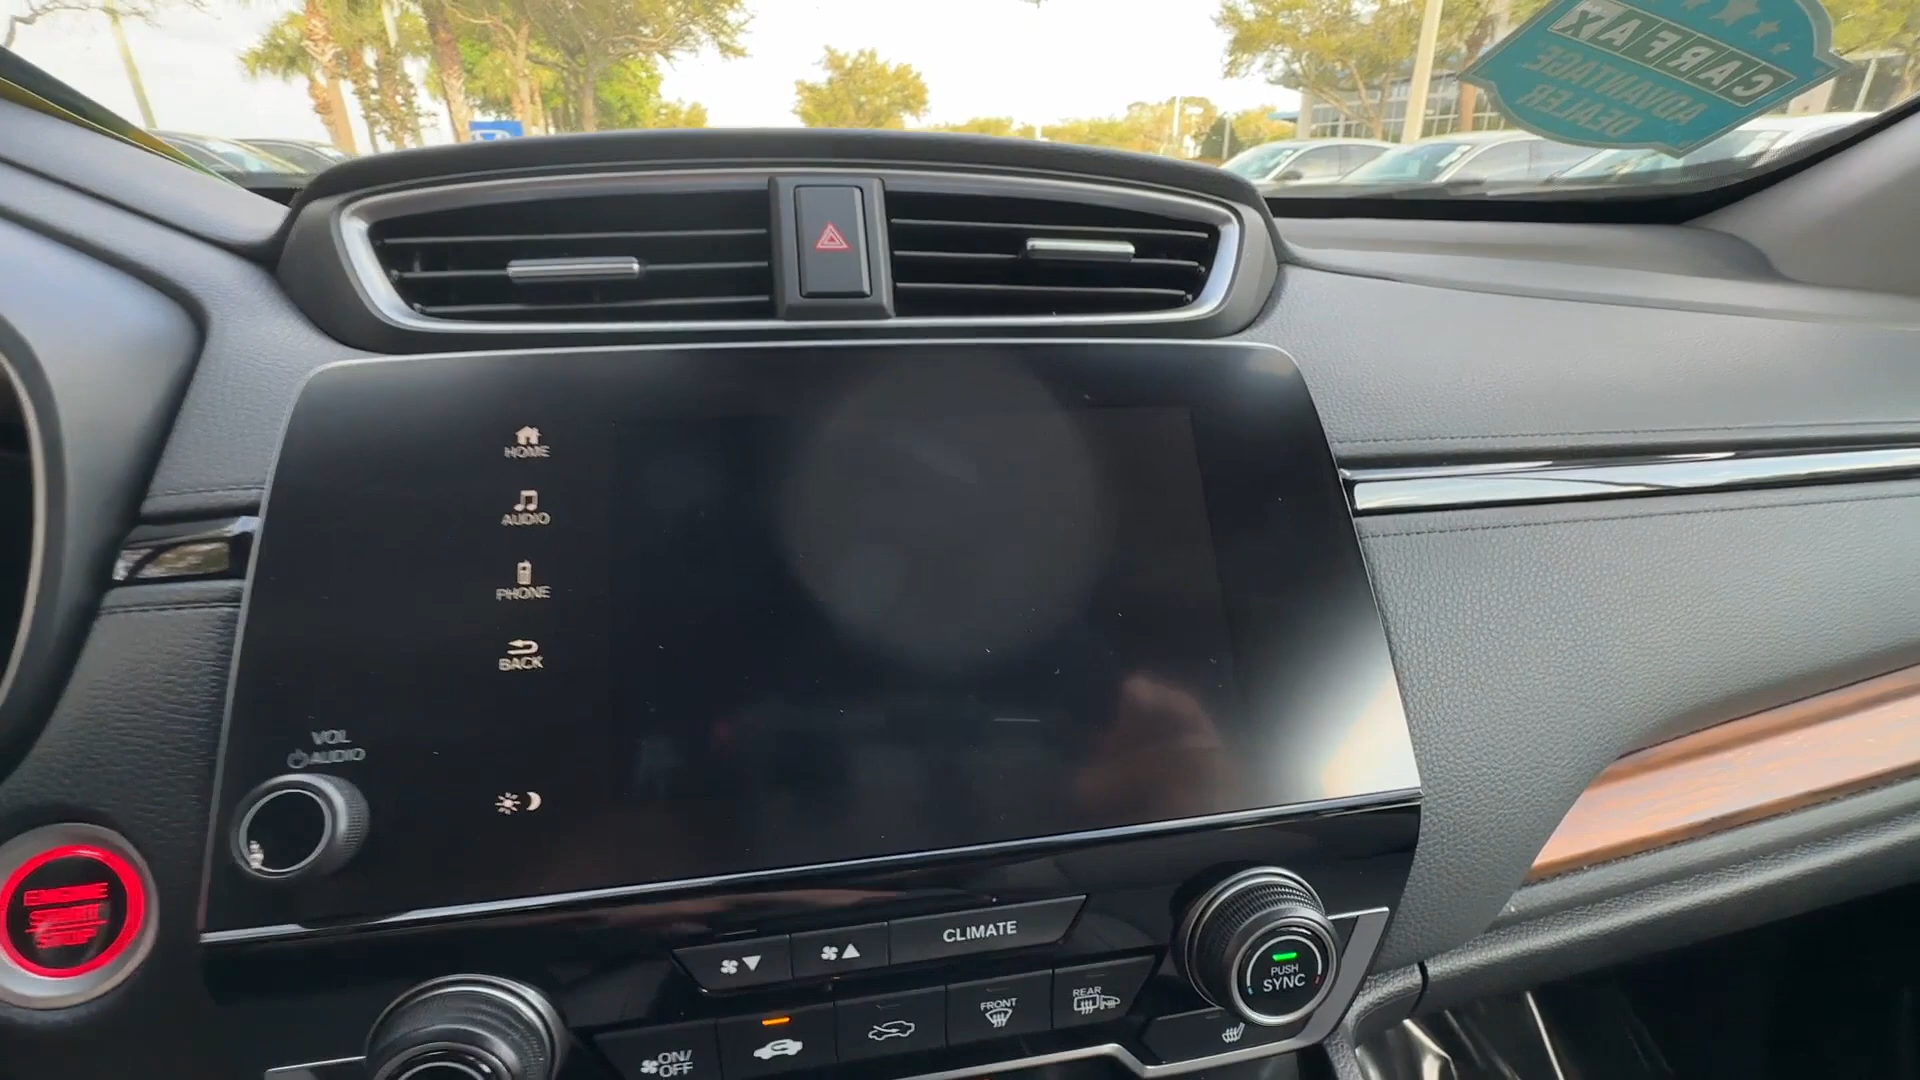 CARFAX
ADVANTAGE
DEALER
HOME
AUDIO
PHONE
BACK
VOL
AUDIO
ENGINE
START
STOP
CLIMATE
PUSH
SYNC
ON/
OFF
FRONT
REAR